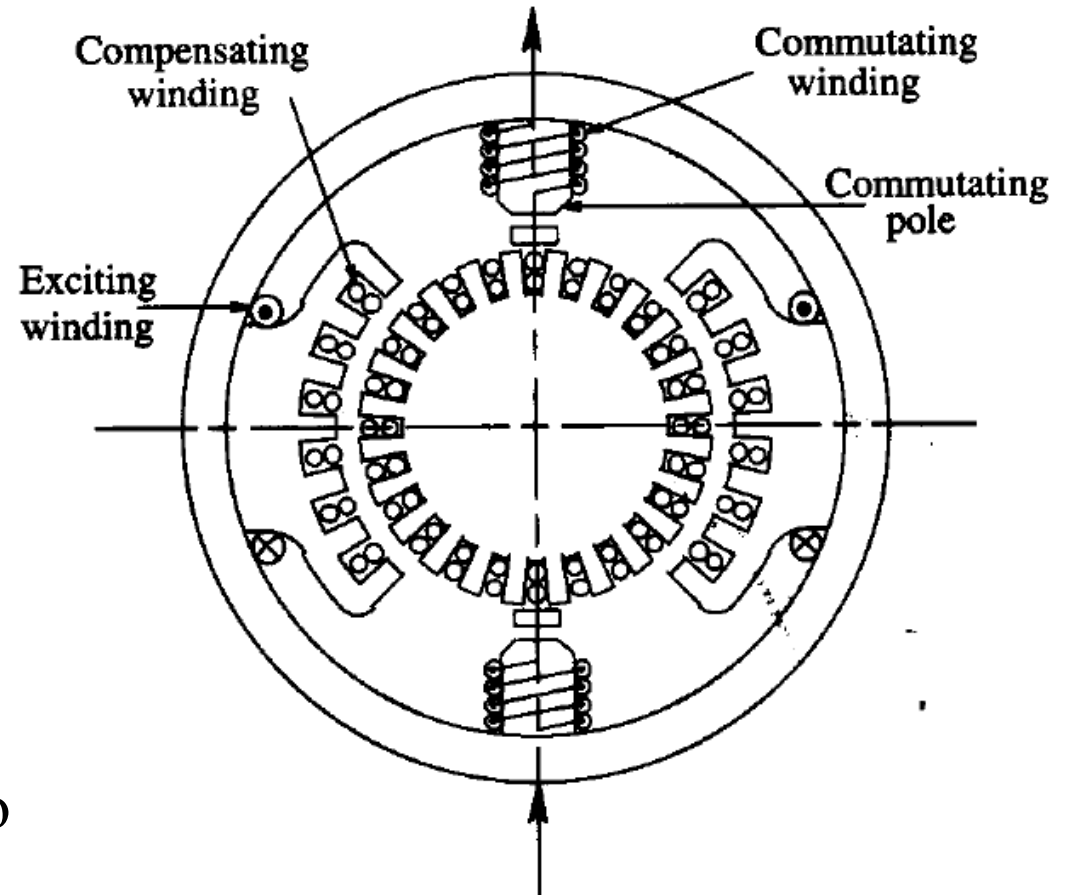 Compensating
winding
Commutating
winding
Commutating
pole
Exciting
winding